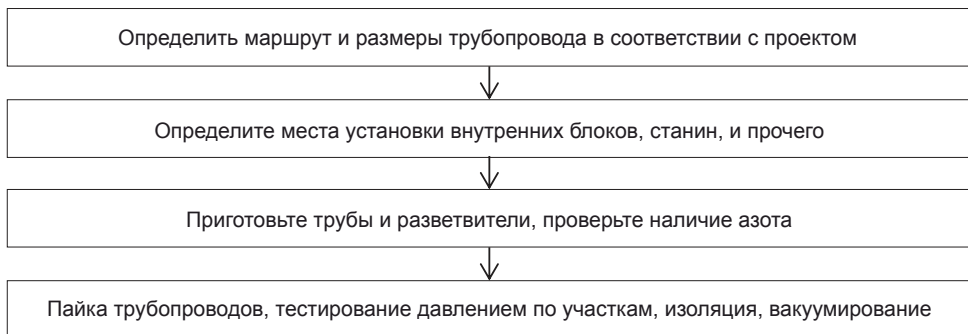 Определить маршрут и размеры трубопровода в соответствии с проектом
Определите места установки внутренних блоков, станин, и прочего
Приготовьте трубы и разветвители, проверьте наличие азота
Пайка трубопроводов, тестирование давлением по участкам, изоляция, вакуумирование